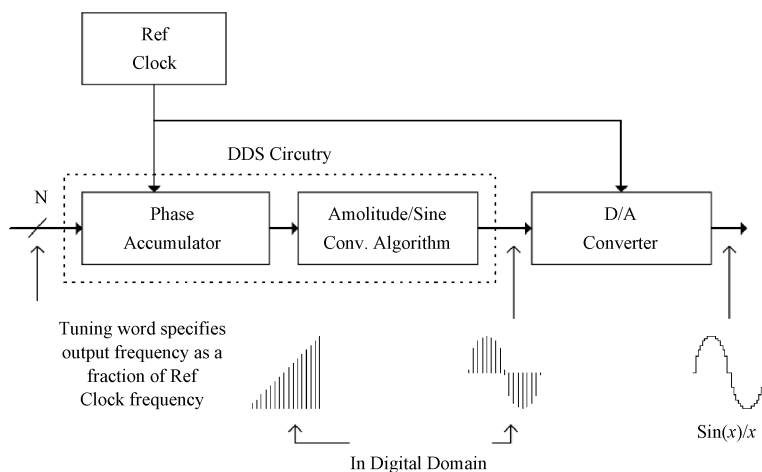 Ref
Clock
DDS Circutry
N
Phase
Accumulator
Amolitude/Sine
Conv. Algorithm
D/A
Converter
Tuning word specifies
output frequency as a
fraction of Ref
Clock frequency
In Digital Domain
Sin(x)/x